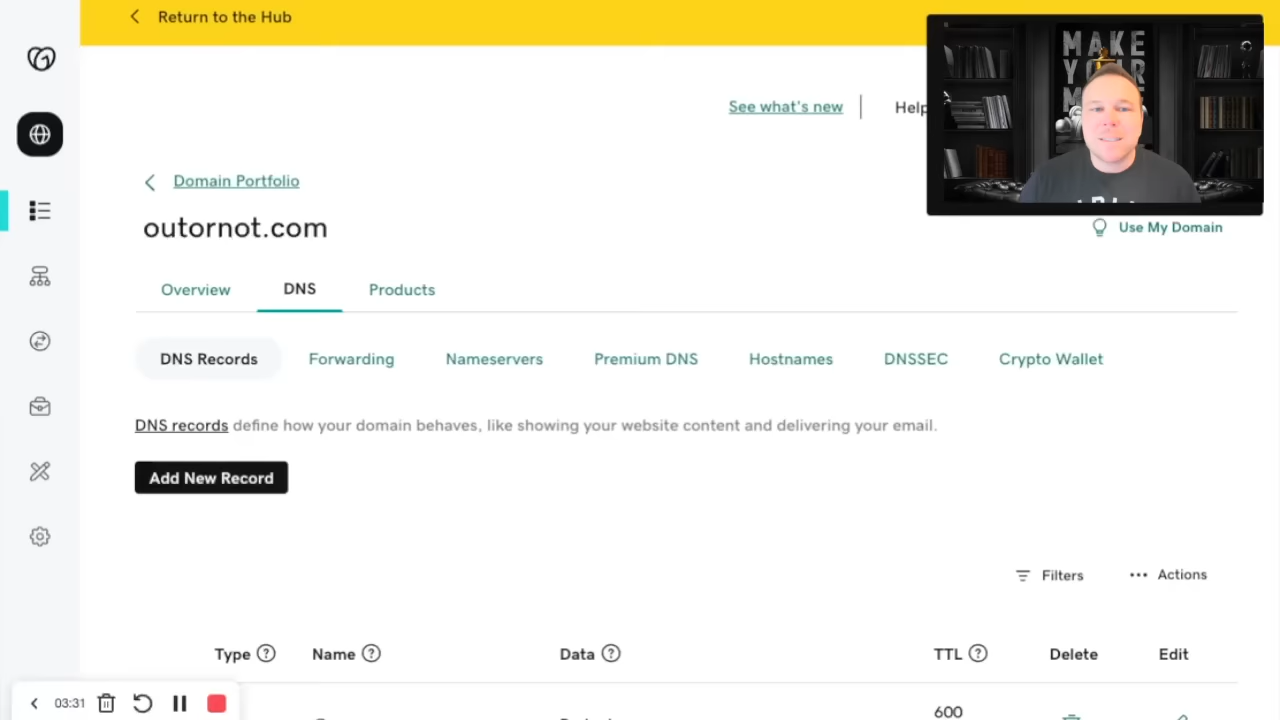 Return to the Hub
See what's new
Help
MAKE
YOUR
Domain Portfolio
outornot.com
Use My Domain
Overview
DNS
Products
DNS Records
Forwarding
Nameservers
Premium DNS
Hostnames
DNSSEC
Crypto Wallet
DNS records define how your domain behaves, like showing your website content and delivering your email.
Add New Record
Filters
Actions
Type ?
Name ?
Data ?
TTL ?
Delete
Edit
03:31
600